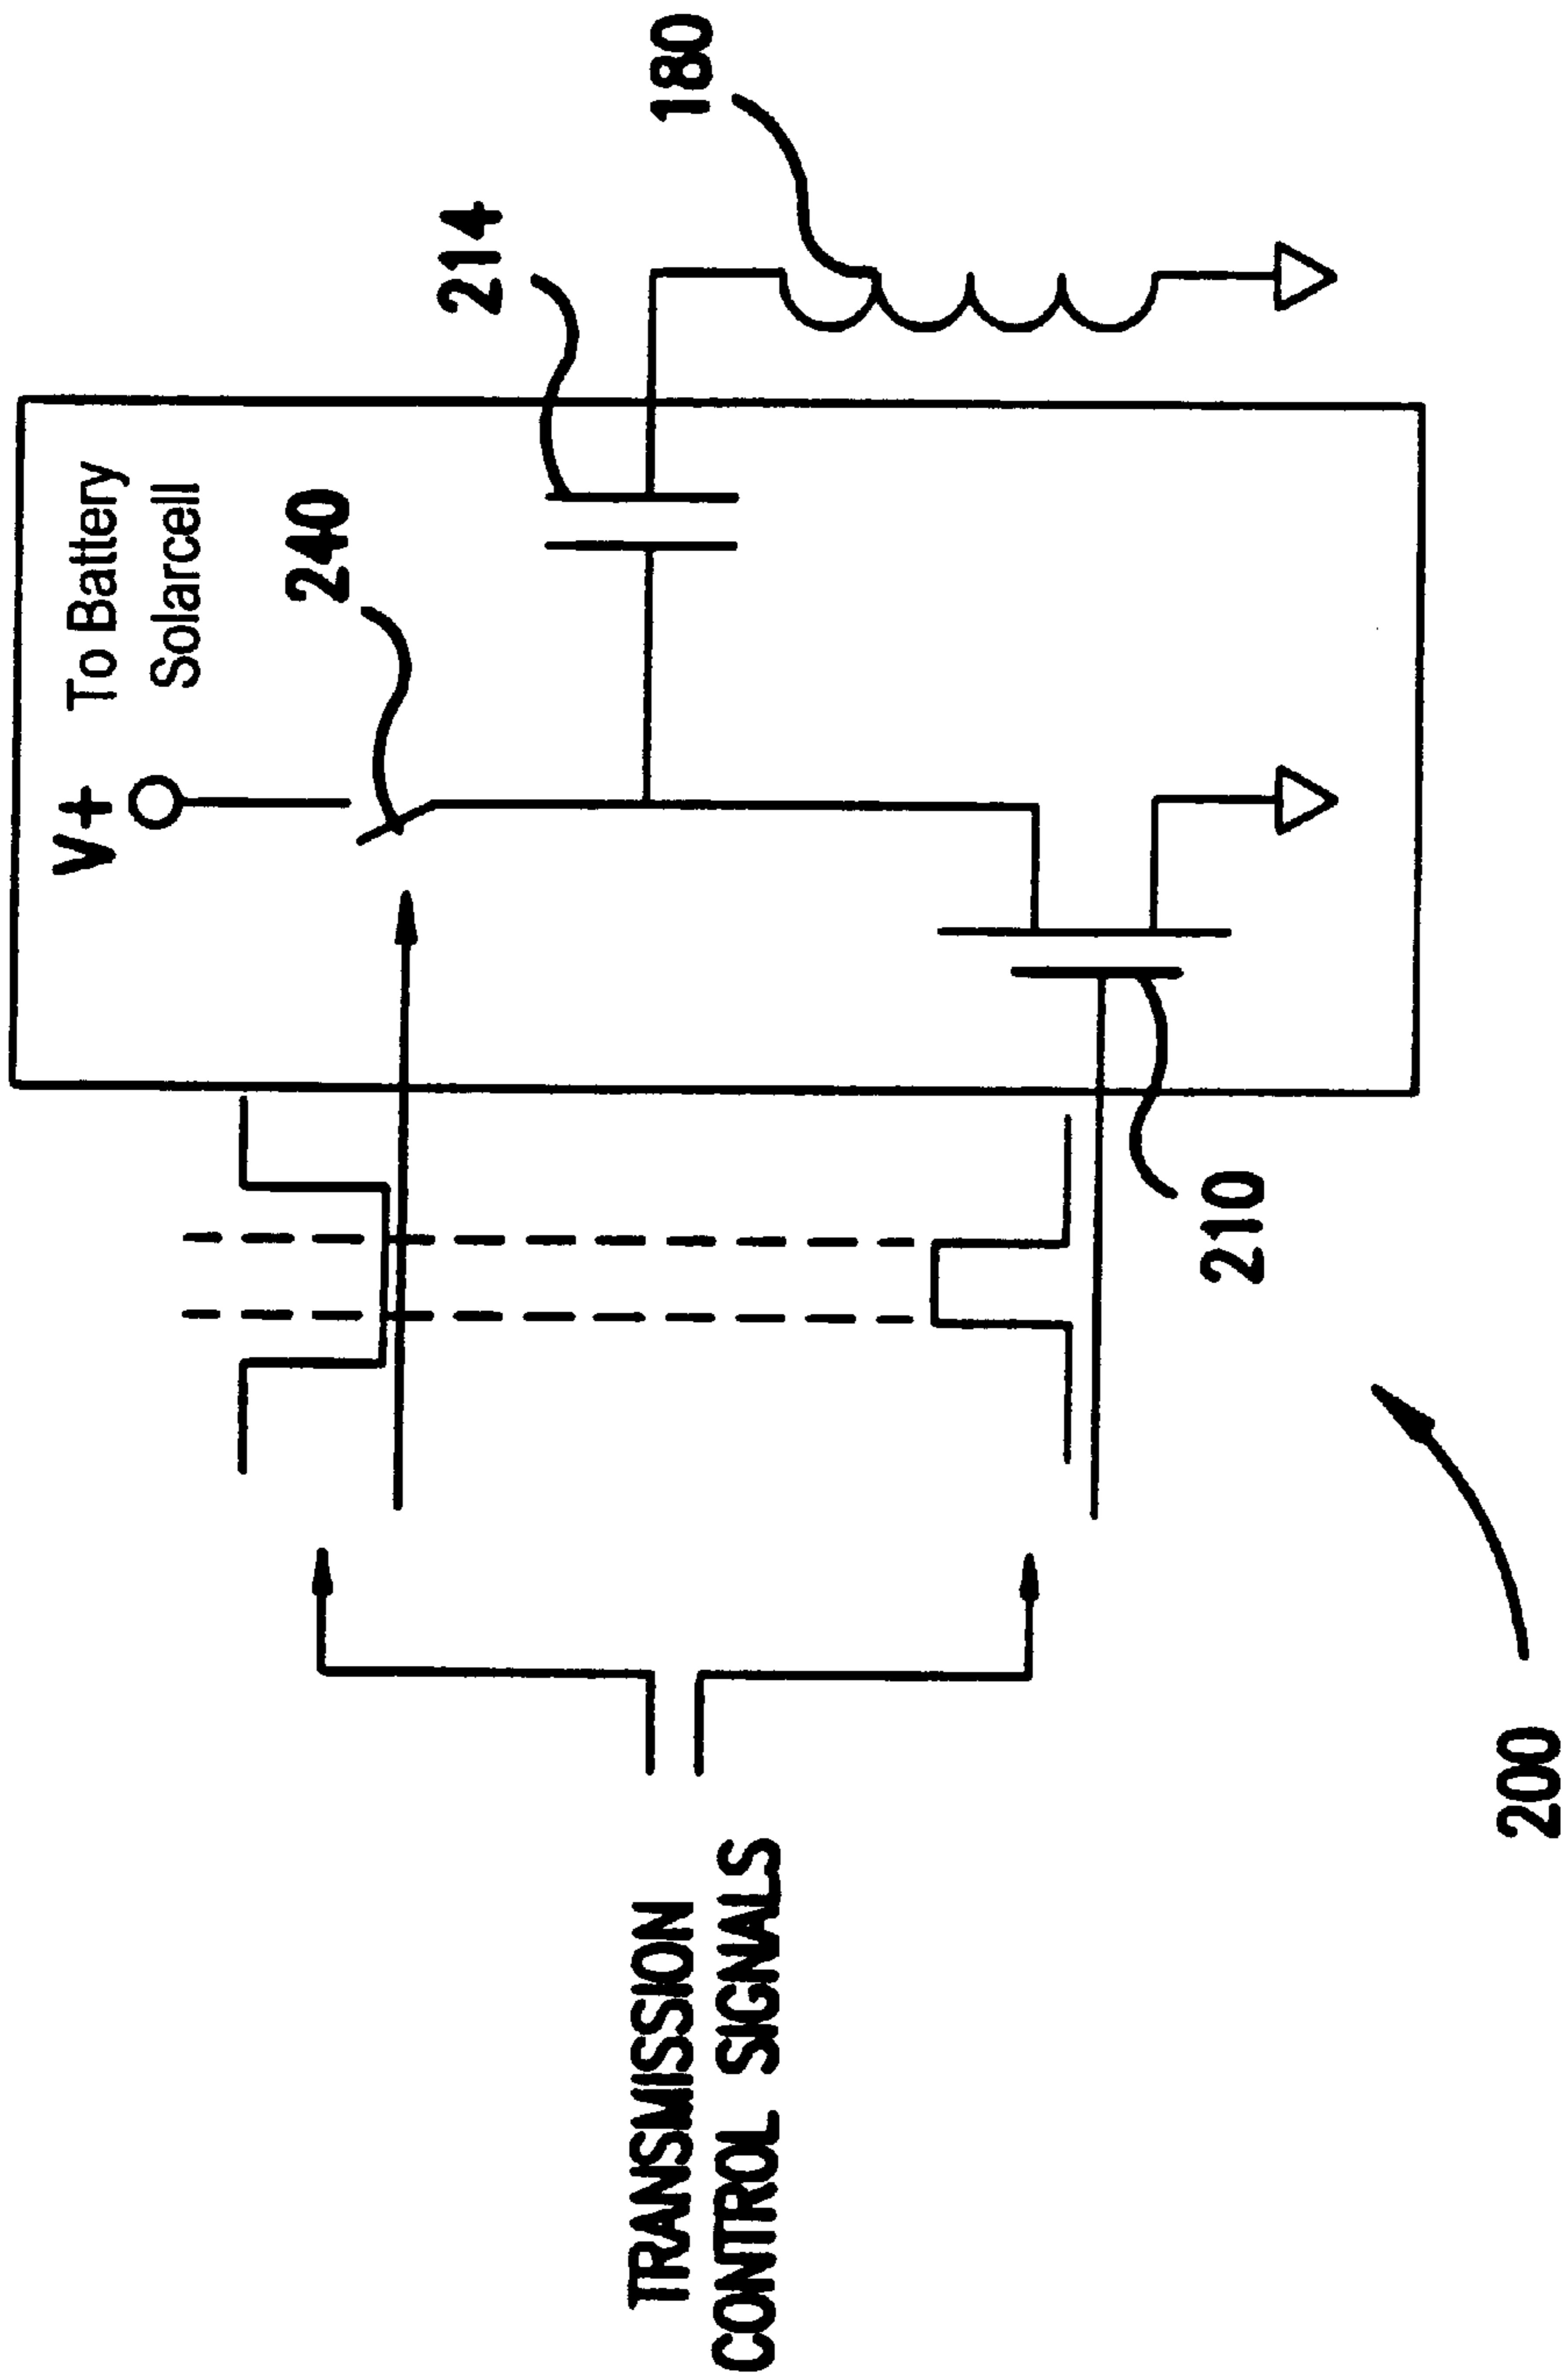 V+ To Battery
Solarcell
240
214
180
210
TRANSMISSION
CONTROL SIGNALS
200